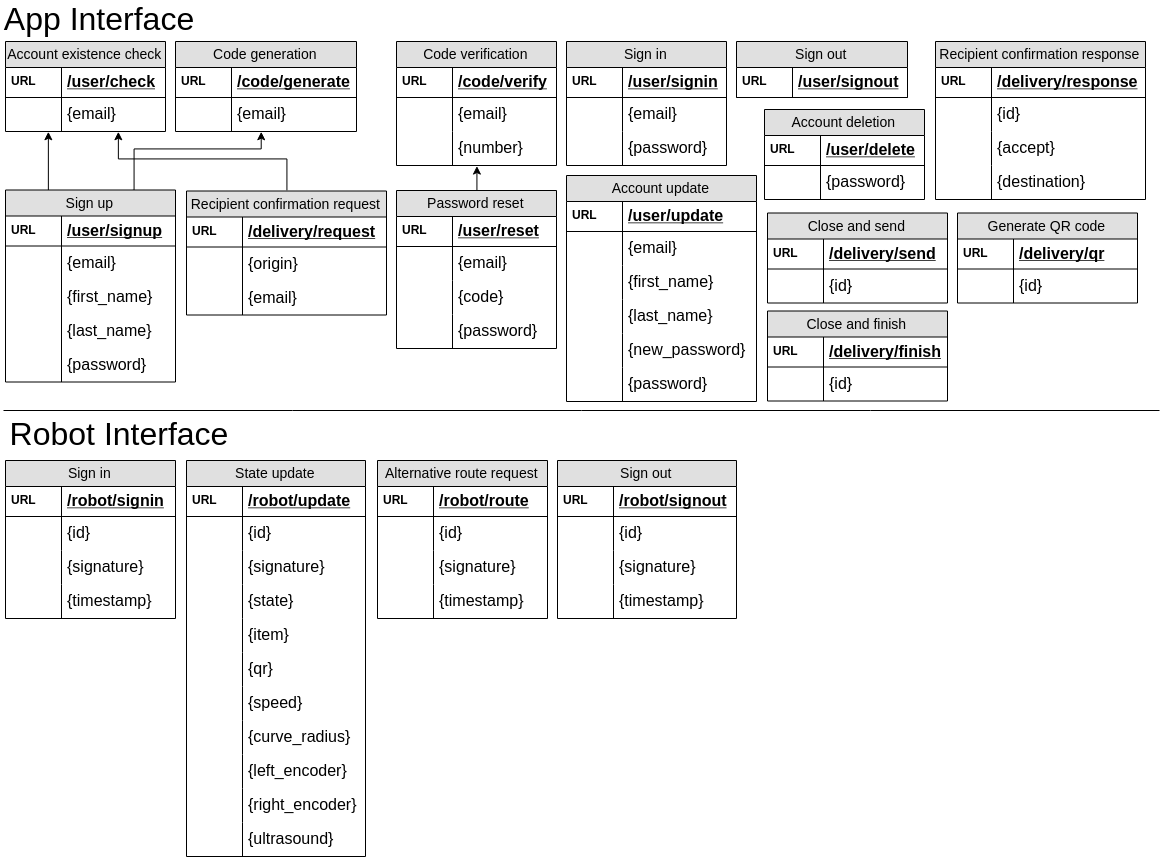 App Interface
Account existence check
URL /user/check
{email}
Code generation
URL /code/generate
{email}
Code verification
URL /code/verify
{email}
{number}
Sign in
URL /user/signin
{email}
{password}
Sign out
URL /user/signout
Recipient confirmation response
URL /delivery/response
{id}
{accept}
{destination}
Account deletion
URL /user/delete
{password}
Sign up
URL /user/signup
{email}
{first_name}
{last_name}
{password}
Recipient confirmation request
URL /delivery/request
{origin}
{email}
Password reset
URL /user/reset
{email}
{code}
{password}
Account update
URL /user/update
{email}
{first_name}
{last_name}
{new_password}
{password}
Close and send
URL /delivery/send
{id}
Generate QR code
URL /delivery/qr
{id}
Close and finish
URL /delivery/finish
{id}
Robot Interface
Sign in
URL /robot/signin
{id}
{signature}
{timestamp}
State update
URL /robot/update
{id}
{signature}
{state}
{item}
{qr}
{speed}
{curve_radius}
{left_encoder}
{right_encoder}
{ultrasound}
Alternative route request
URL /robot/route
{id}
{signature}
{timestamp}
Sign out
URL /robot/signout
{id}
{signature}
{timestamp}